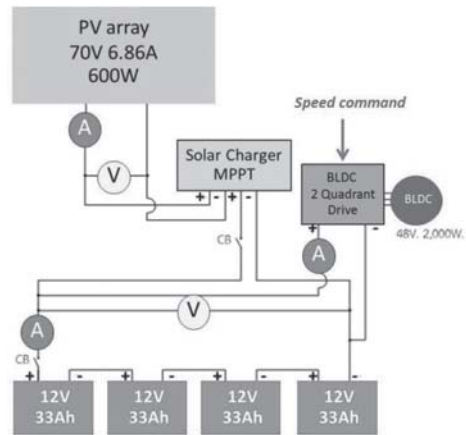 PV array
70V 6.86A
600W
Speed command
A
V
Solar Charger
MPPT
+ - + -
BLDC
2 Quadrant
Drive
+ -
BLDC
48V. 2,000W.
CB
A
V
A
CB
+ - + - + - + -
12V
33Ah
12V
33Ah
12V
33Ah
12V
33Ah